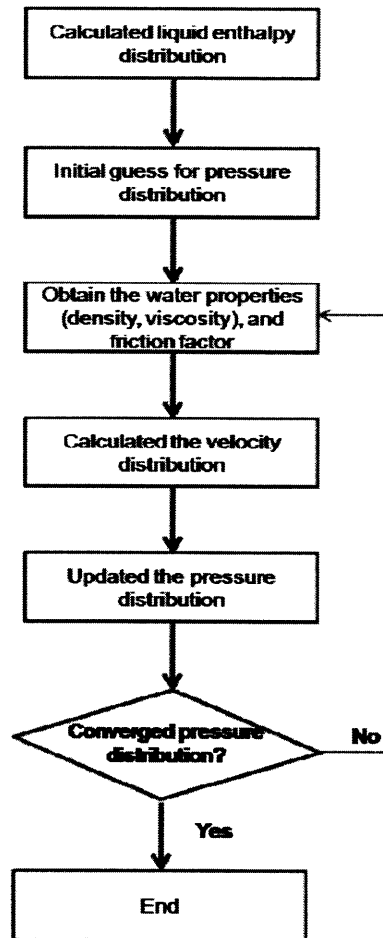 Calculated liquid enthalpy
distribution
Initial guess for pressure
distribution
Obtain the water properties
(density, viscosity), and
friction factor
Calculated the velocity
distribution
Updated the pressure
distribution
Converged pressure
distribution?
No
Yes
End